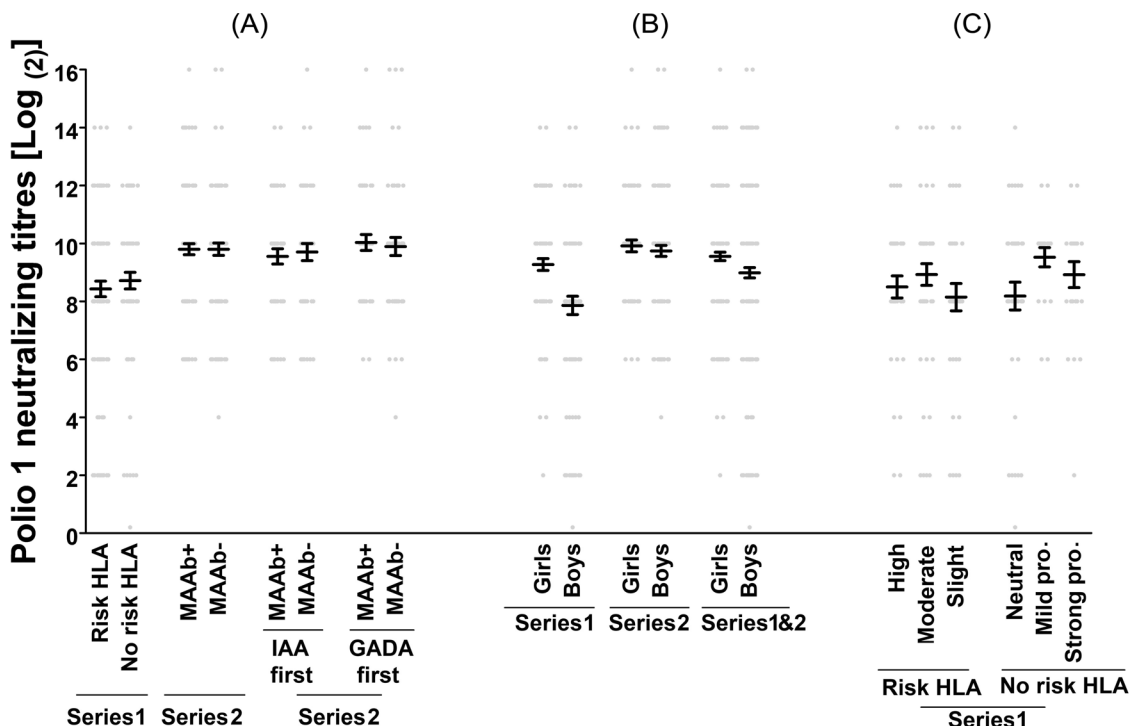 (A) (B) (C)
Polio 1 neutralizing titres [Log (2)]
16
14
12
10
8
6
4
2
0
Risk HLA
No risk HLA
MAAb+
MAAb-
MAAb+
MAAb-
MAAb+
MAAb-
Girls
Boys
Girls
Boys
Girls
Boys
High
Moderate
Slight
Neutral
Mild pro.
Strong pro.
IAA
first
GADA
first
Series1
Series2
Series2
Series1
Series2
Series1&2
Risk HLA
No risk HLA
Series1